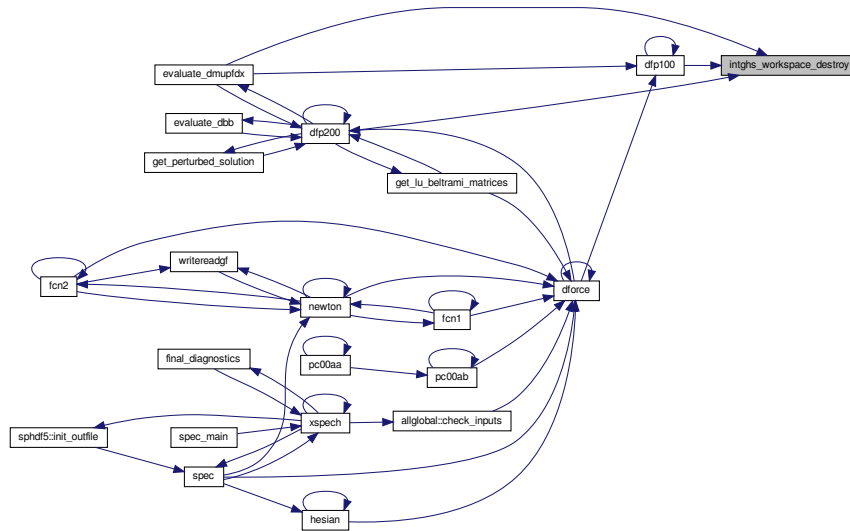 intghs_workspace_destroy
dfp100
evaluate_dmupfdx
evaluate_dbb
dfp200
get_perturbed_solution
get_lu_beltrami_matrices
writereadgf
fcn2
dforce
newton
fcn1
final_diagnostics
pc00aa
pc00ab
allglobal::check_inputs
xspech
sphdf5::init_outfile
spec_main
spec
hesian